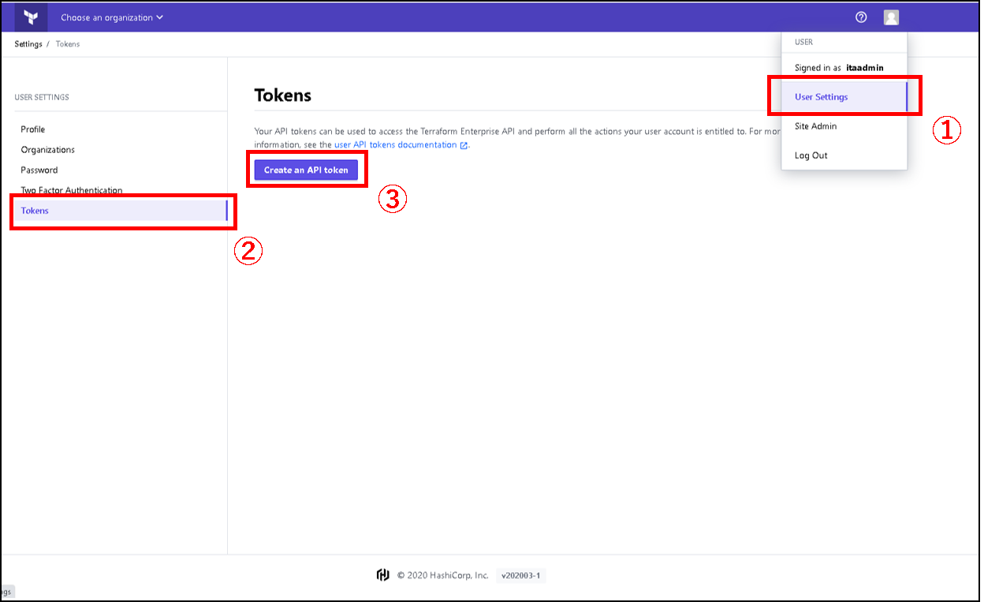 Choose an organization
Settings / Tokens
USER
Signed in as itaadmin
User Settings
①
Site Admin
Log Out
USER SETTINGS
Profile
Organizations
Password
Two Factor Authentication
Tokens
②
Tokens
Your API tokens can be used to access the Terraform Enterprise API and perform all the actions your user account is entitled to. For mor
information, see the user API tokens documentation.
Create an API token
③
© 2020 HashiCorp, Inc. v202003-1
ngs